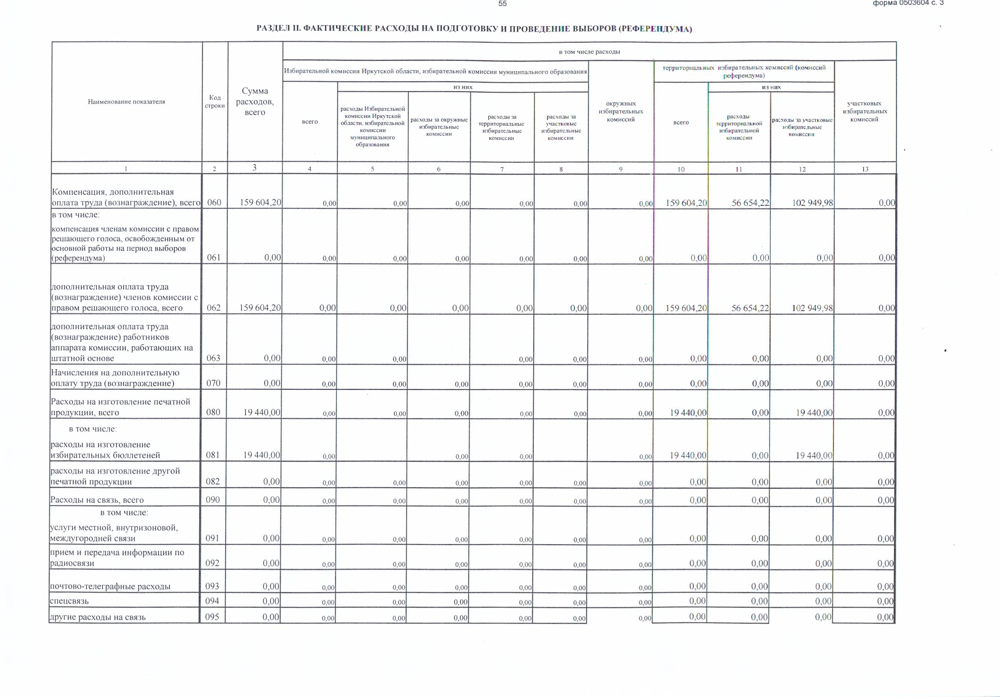 55
форма 0503604 с. 3
РАЗДЕЛ II. ФАКТИЧЕСКИЕ РАСХОДЫ НА ПОДГОТОВКУ И ПРОВЕДЕНИЕ ВЫБОРОВ (РЕФЕРЕНДУМА)
Наименование показателя
Код
строки
Сумма
расходов,
всего
в том числе расходы
Избирательной комиссии Иркутской области, избирательной комиссии муниципального образования
всего
из них
расходы Избирательной
комиссии Иркутской
области, избирательной
комиссии
муниципального
образования
расходы за окружные
избирательные
комиссии
расходы за
территориальные
избирательные
комиссии
расходы за
участковые
избирательные
комиссии
окружных
избирательных
комиссий
территориальных избирательных комиссий (комиссий
референдума)
всего
из них
расходы
территориальной
избирательной
комиссии
расходы за участковые
избирательные
комиссии
участковых
избирательных
комиссий
1 2 3 4 5 6 7 8 9 10 11 12 13
Компенсация, дополнительная
оплата труда (вознаграждение), всего 060 159 604,20 0,00 0,00 0,00 0,00 0,00 0,00 159 604,20 56 654,22 102 949,98 0,00
в том числе:
компенсация членам комиссии с правом
решающего голоса, освобожденным от
основной работы на период выборов
(референдума) 061 0,00 0,00 0,00 0,00 0,00 0,00 0,00 0,00 0,00 0,00 0,00
дополнительная оплата труда
(вознаграждение) членов комиссии с
правом решающего голоса, всего 062 159 604,20 0,00 0,00 0,00 0,00 0,00 0,00 159 604,20 56 654,22 102 949,98 0,00
дополнительная оплата труда
(вознаграждение) работников
аппарата комиссии, работающих на
штатной основе 063 0,00 0,00 0,00 0,00 0,00 0,00 0,00 0,00 0,00 0,00
Начисления на дополнительную
оплату труда (вознаграждение) 070 0,00 0,00 0,00 0,00 0,00 0,00 0,00 0,00 0,00 0,00 0,00
Расходы на изготовление печатной
продукции, всего 080 19 440,00 0,00 0,00 0,00 0,00 0,00 0,00 19 440,00 0,00 19 440,00 0,00
в том числе:
расходы на изготовление
избирательных бюллетеней 081 19 440,00 0,00 0,00 0,00 0,00 19 440,00 0,00 19 440,00 0,00
расходы на изготовление другой
печатной продукции 082 0,00 0,00 0,00 0,00 0,00 0,00 0,00 0,00 0,00 0,00 0,00
Расходы на связь, всего 090 0,00 0,00 0,00 0,00 0,00 0,00 0,00 0,00 0,00 0,00 0,00
в том числе:
услуги местной, внутризоновой,
междугородней связи 091 0,00 0,00 0,00 0,00 0,00 0,00 0,00 0,00 0,00 0,00 0,00
прием и передача информации по
радиосвязи 092 0,00 0,00 0,00 0,00 0,00 0,00 0,00 0,00 0,00 0,00 0,00
почтово-телеграфные расходы 093 0,00 0,00 0,00 0,00 0,00 0,00 0,00 0,00 0,00 0,00 0,00
спецсвязь 094 0,00 0,00 0,00 0,00 0,00 0,00 0,00 0,00 0,00 0,00 0,00
другие расходы на связь 095 0,00 0,00 0,00 0,00 0,00 0,00 0,00 0,00 0,00 0,00 0,00